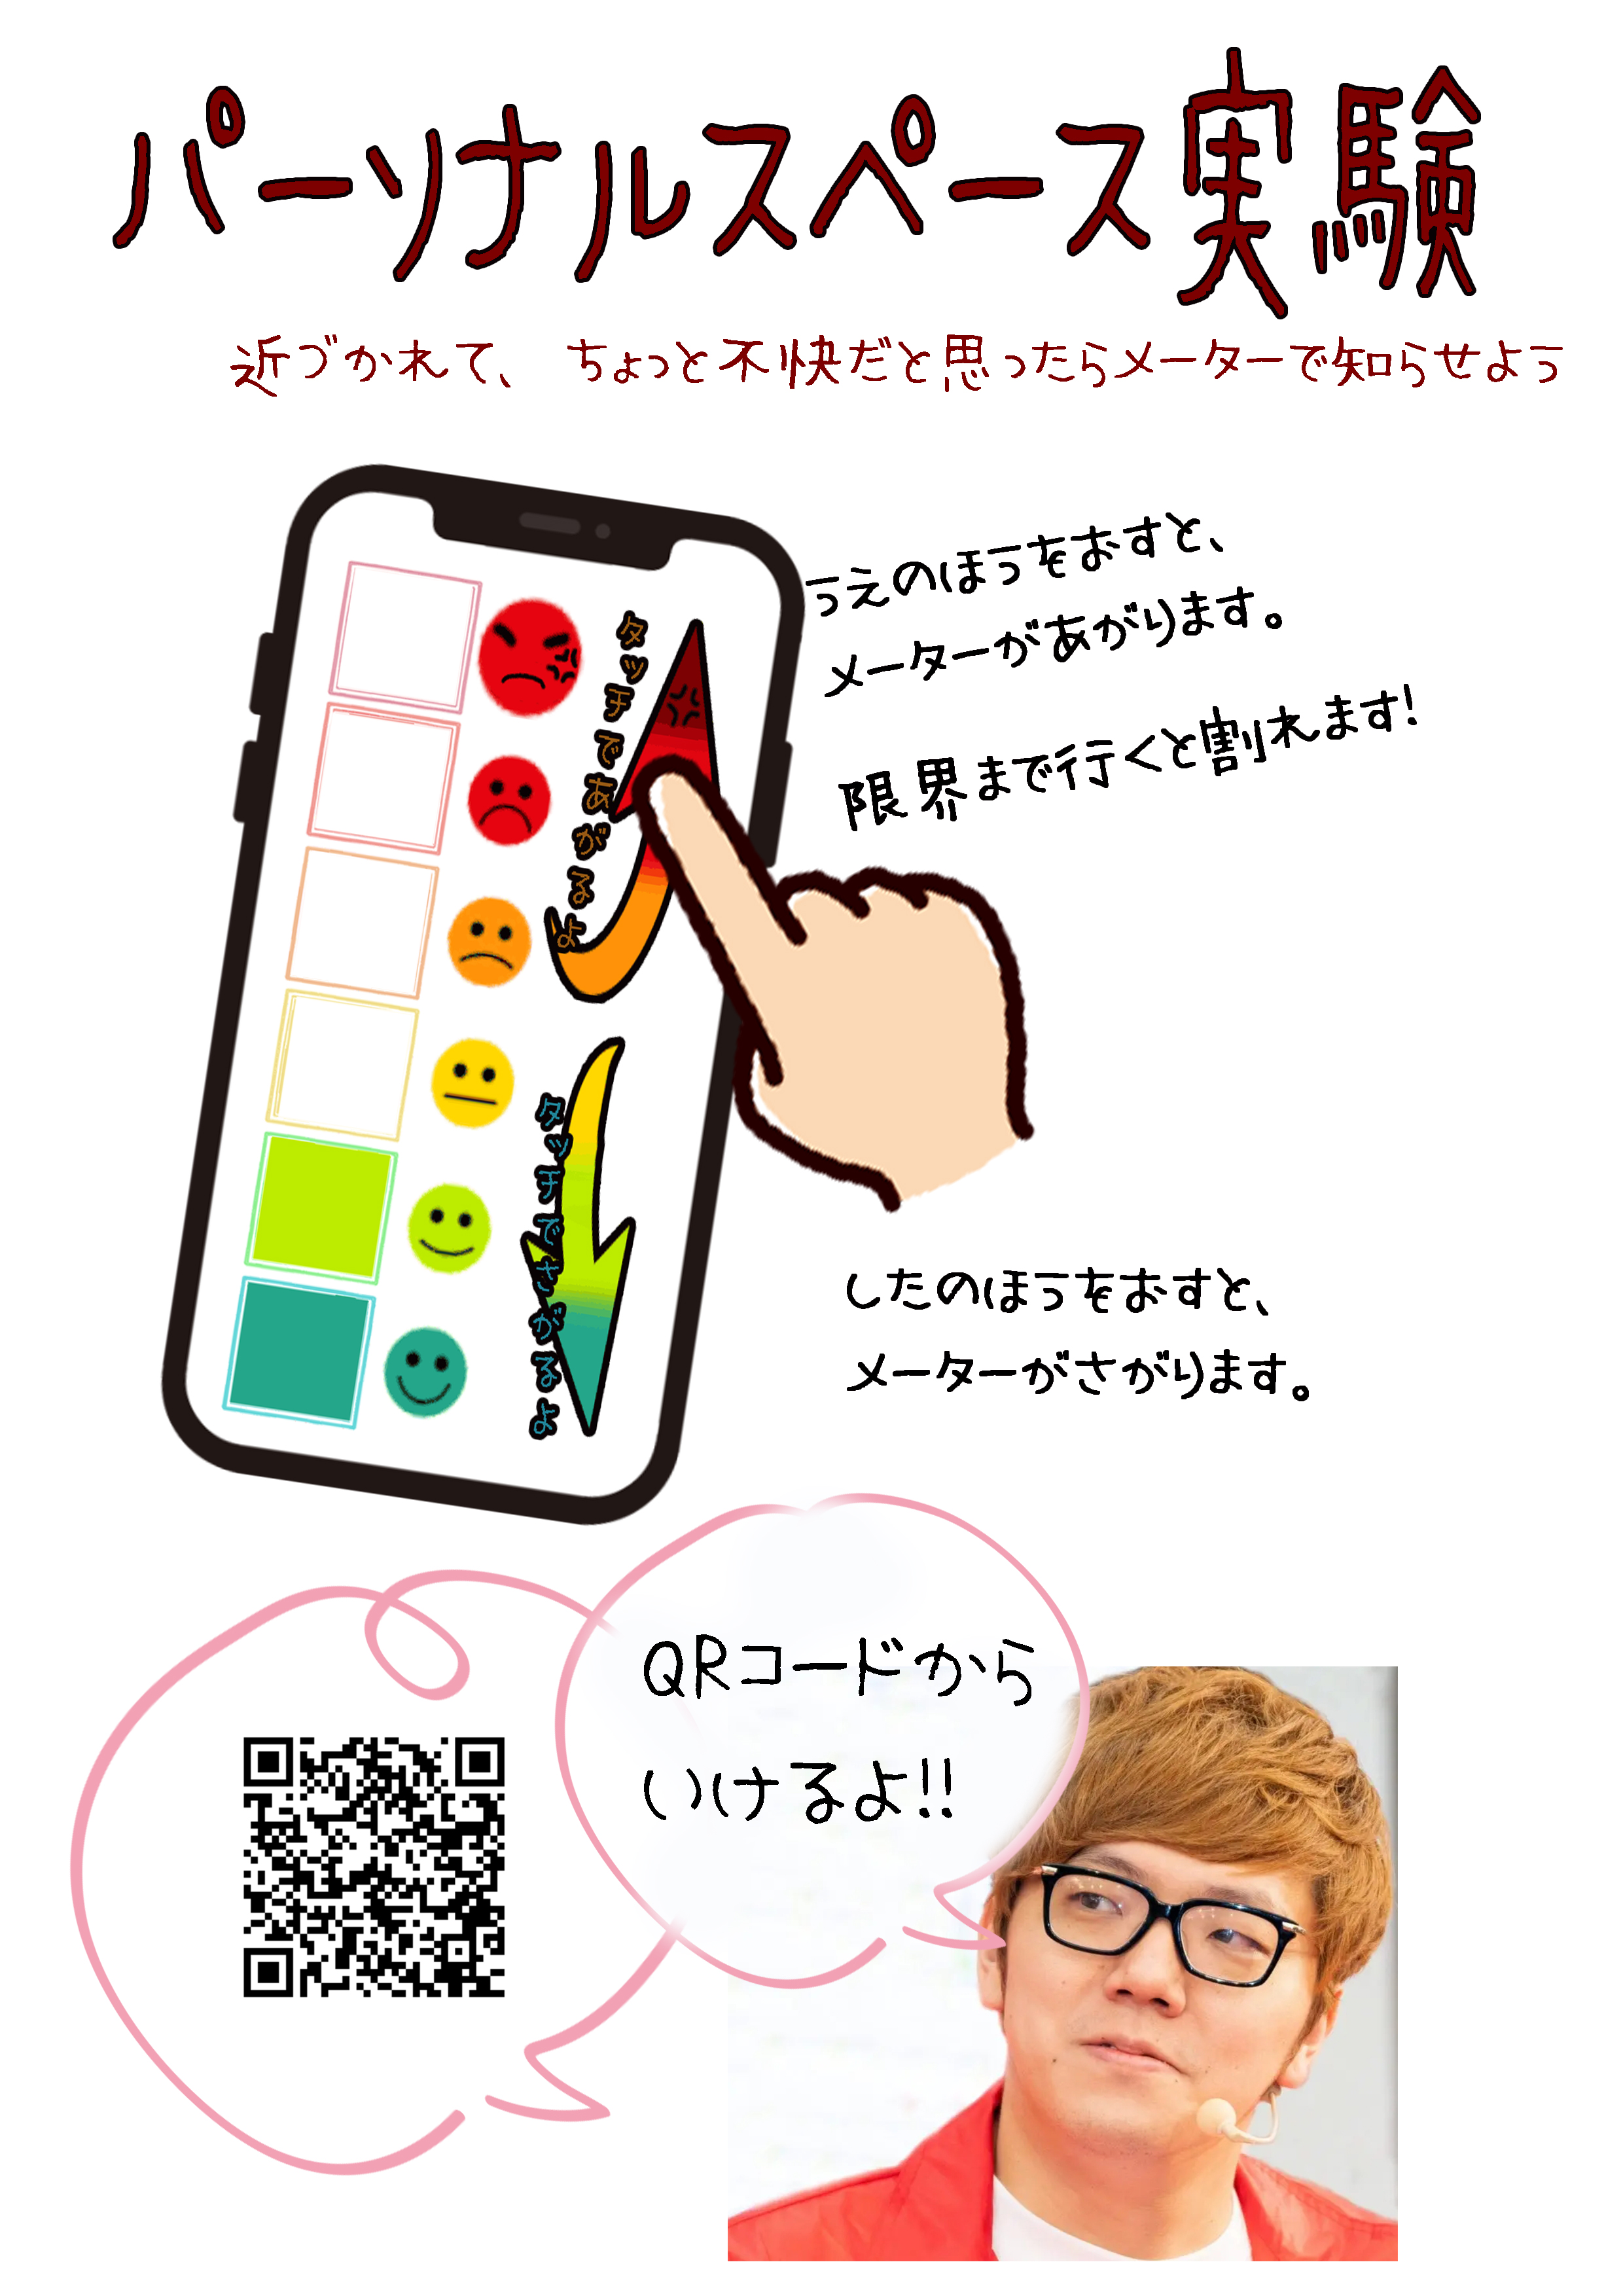 パーソナルスペース実験
近づかれて、ちょっと不快だと思ったらメーターで知らせよう
うえのほうをおすと、
メーターがあがります。
限界まで行くと割れます!
タッチであがるよ
タッチでさがるよ
したのほうをおすと、
メーターがさがります。
QRコードから
いけるよ!!